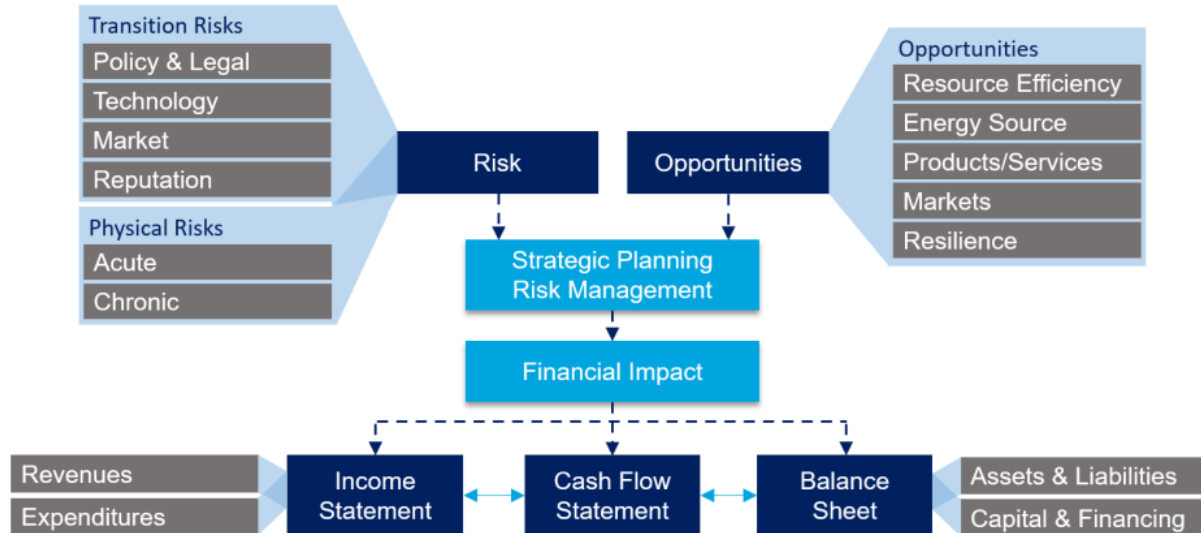 Transition Risks
Policy & Legal
Technology
Market
Reputation
Physical Risks
Acute
Chronic
Risk
Opportunities
Opportunities
Resource Efficiency
Energy Source
Products/Services
Markets
Resilience
Strategic Planning
Risk Management
Financial Impact
Revenues
Expenditures
Income
Statement
Cash Flow
Statement
Balance
Sheet
Assets & Liabilities
Capital & Financing